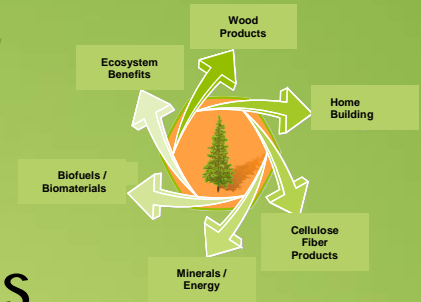 Wood
Products
Ecosystem
Benefits
Home
Building
Biofuels /
Biomaterials
Cellulose
Fiber
Products
Minerals /
Energy
s